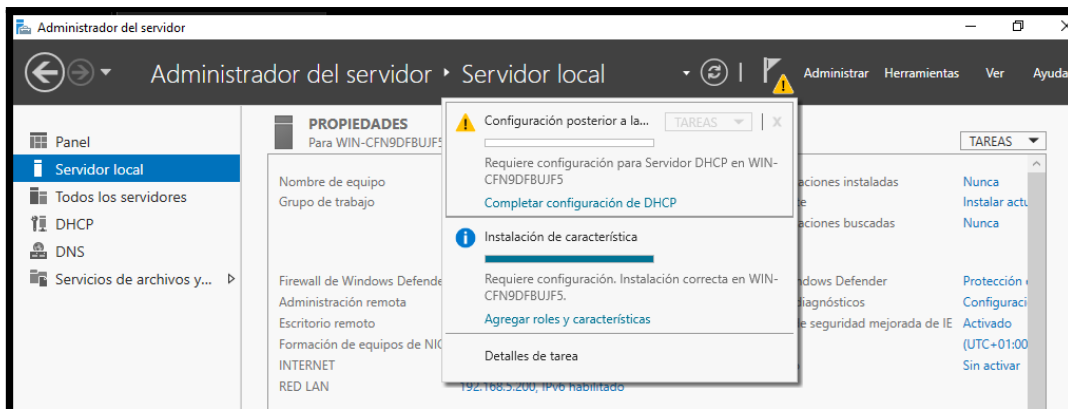 Administrador del servidor
Administrador del servidor ‣ Servidor local
Administrar Herramientas Ver Ayuda
Panel
Servidor local
Todos los servidores
DHCP
DNS
Servicios de archivos y...
PROPIEDADES
Para WIN-CFN9DFBUJF5
TAREAS
Nombre de equipo
Grupo de trabajo
Firewall de Windows Defende
Administración remota
Escritorio remoto
Formación de equipos de NIC
INTERNET
RED LAN
192.168.5.200, IPv6 habilitado
Configuración posterior a la...
TAREAS
X
Requiere configuración para Servidor DHCP en WIN-
CFN9DFBUJF5
Completar configuración de DHCP
Instalación de característica
Requiere configuración. Instalación correcta en WIN-
CFN9DFBUJF5.
Agregar roles y características
Detalles de tarea
aciones instaladas
Nunca
Instalar actu
aciones buscadas
Nunca
ndows Defender
Protección
diagnósticos
Configuraci
de seguridad mejorada de IE
Activado
(UTC+01:00
Sin activar